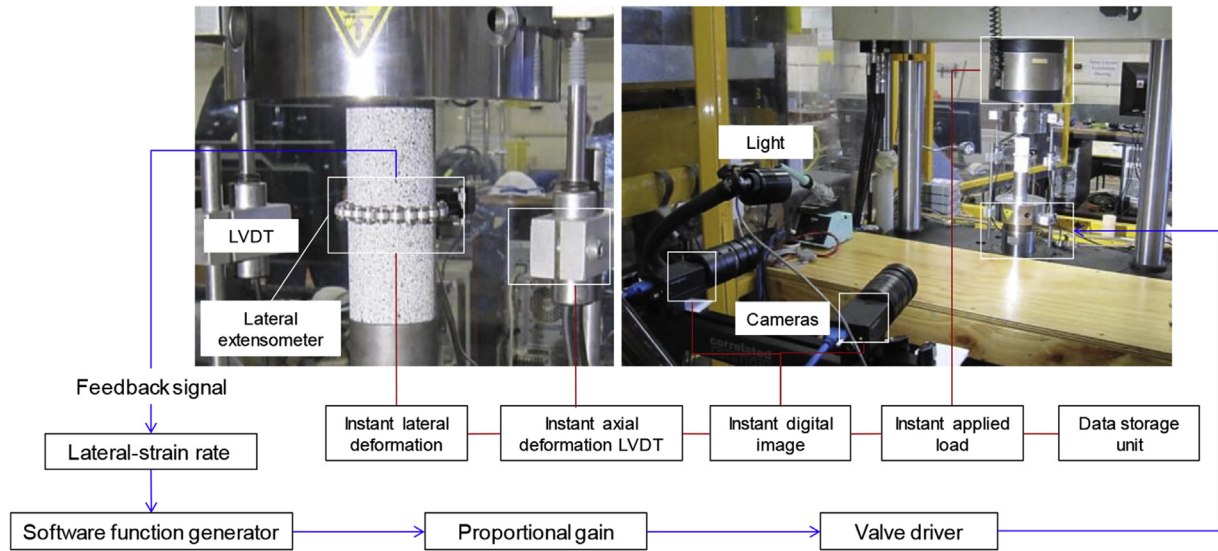 Light
LVDT
Lateral
extensometer
Cameras
correlated
Feedback signal
Instant lateral
deformation
Instant axial
deformation LVDT
Instant digital
image
Instant applied
load
Data storage
unit
Lateral-strain rate
Software function generator
Proportional gain
Valve driver